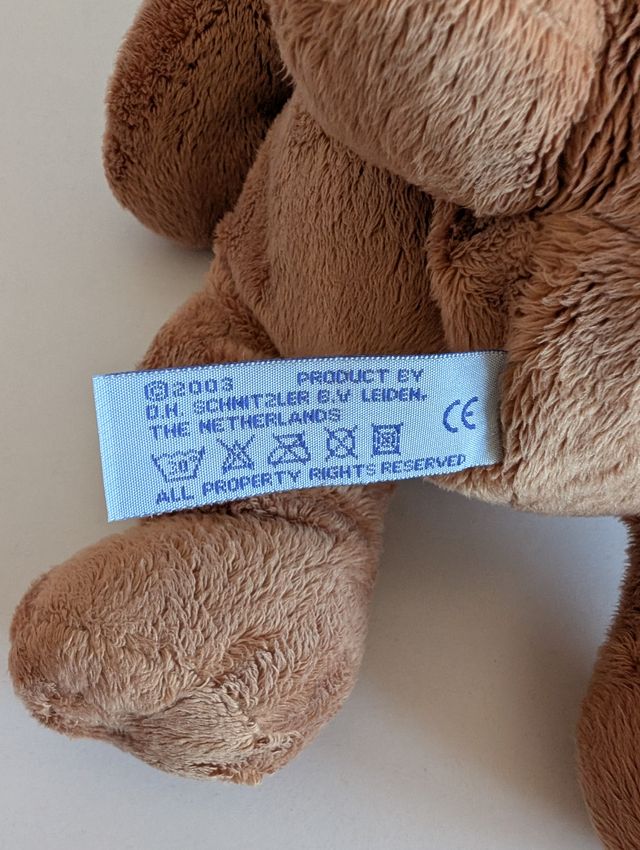 ©2003 PRODUCT BY
D.H. SCHNITZLER B.V LEIDEN.
THE NETHERLANDS
CE
30°
ALL PROPERTY RIGHTS RESERVED